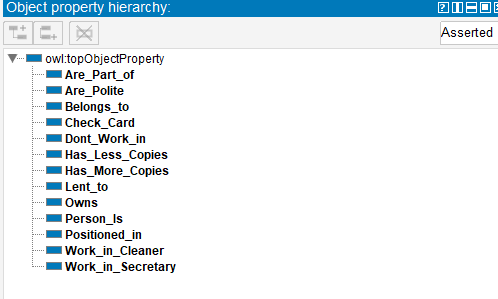 Object property hierarchy:
Asserted
owl:topObjectProperty
Are_Part_of
Are_Polite
Belongs_to
Check_Card
Dont_Work_in
Has_Less_Copies
Has_More_Copies
Lent_to
Owns
Person_Is
Positioned_in
Work_in_Cleaner
Work_in_Secretary